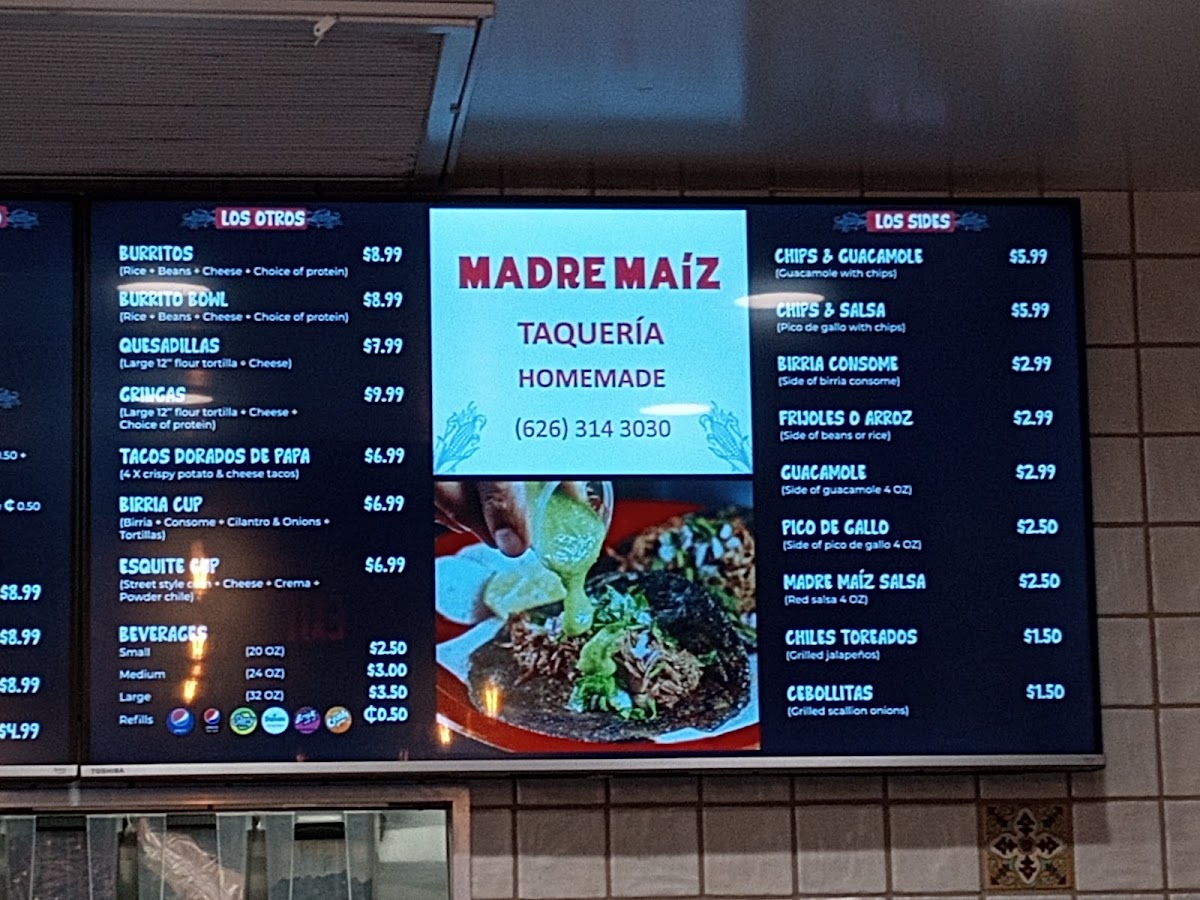 .50 +
₵ 0.50
$8.99
$8.99
$8.99
$4.99
LOS OTROS
BURRITOS $8.99
(Rice + Beans + Cheese + Choice of protein)
BURRITO BOWL $8.99
(Rice + Beans + Cheese + Choice of protein)
QUESADILLAS $7.99
(Large 12" flour tortilla + Cheese)
GRINGAS $9.99
(Large 12" flour tortilla + Cheese +
Choice of protein)
TACOS DORADOS DE PAPA $6.99
(4 X crispy potato & cheese tacos)
BIRRIA CUP $6.99
(Birria + Consome + Cilantro & Onions +
Tortillas)
ESQUITE CUP $6.99
(Street style corn + Cheese + Crema +
Powder chile)
BEVERAGES
Small (20 OZ) $2.50
Medium (24 OZ) $3.00
Large (32 OZ) $3.50
Refills ₵0.50
MADRE MAÍZ
TAQUERÍA
HOMEMADE
(626) 314 3030
LOS SIDES
CHIPS & GUACAMOLE $5.99
(Guacamole with chips)
CHIPS & SALSA $5.99
(Pico de gallo with chips)
BIRRIA CONSOME $2.99
(Side of birria consome)
FRIJOLES O ARROZ $2.99
(Side of beans or rice)
GUACAMOLE $2.99
(Side of guacamole 4 OZ)
PICO DE GALLO $2.50
(Side of pico de gallo 4 OZ)
MADRE MAÍZ SALSA $2.50
(Red salsa 4 OZ)
CHILES TOREADOS $1.50
(Grilled jalapeños)
CEBOLLITAS $1.50
(Grilled scallion onions)
TOSHIBA